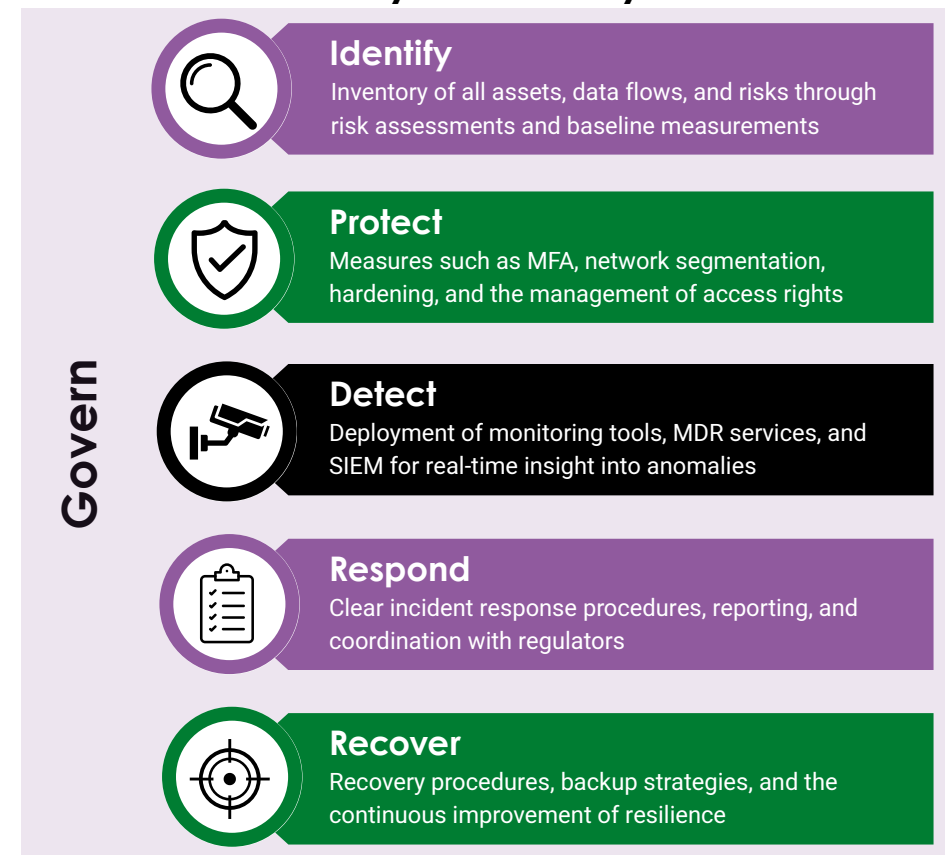 Govern
Identify
Inventory of all assets, data flows, and risks through
risk assessments and baseline measurements
Protect
Measures such as MFA, network segmentation,
hardening, and the management of access rights
Detect
Deployment of monitoring tools, MDR services, and
SIEM for real-time insight into anomalies
Respond
Clear incident response procedures, reporting, and
coordination with regulators
Recover
Recovery procedures, backup strategies, and the
continuous improvement of resilience